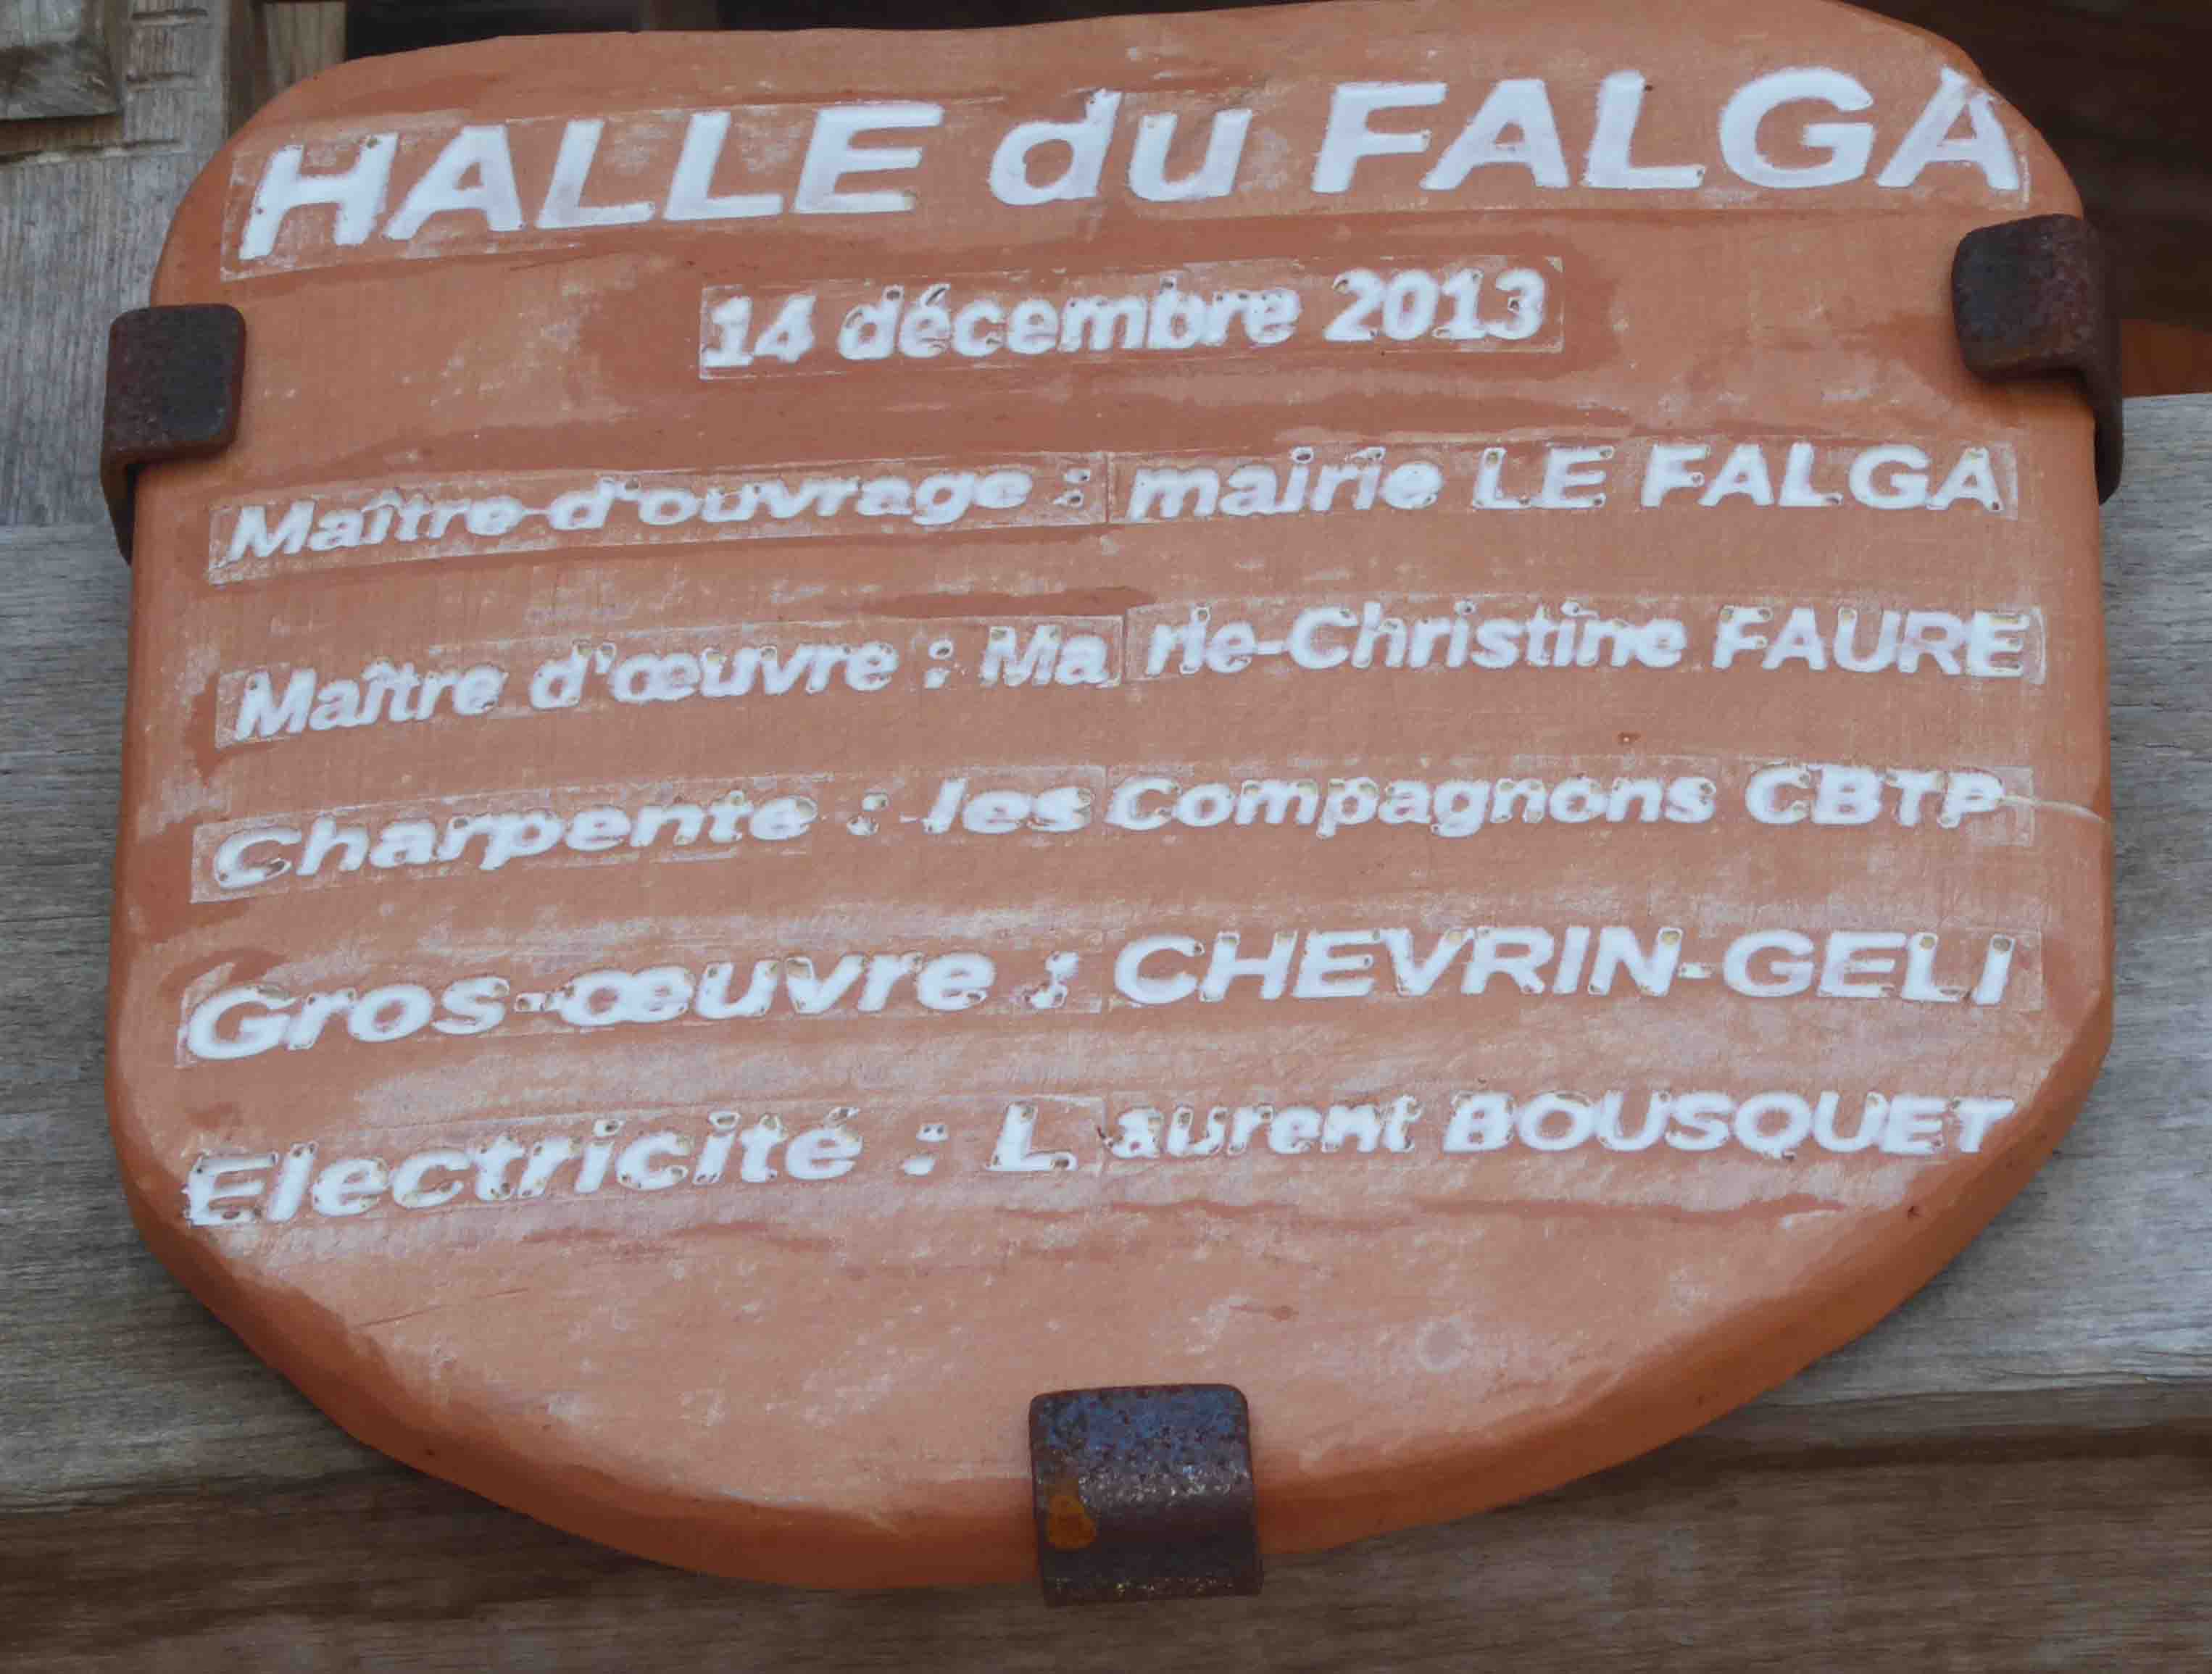 HALLE du FALGA
14 décembre 2013
Maître d'ouvrage : mairie LE FALGA
Maître d'œuvre : Marie-Christine FAURE
Charpente : les Compagnons CBTP
Gros-œuvre : CHEVRIN-GELI
Electricité : Laurent BOUSQUET